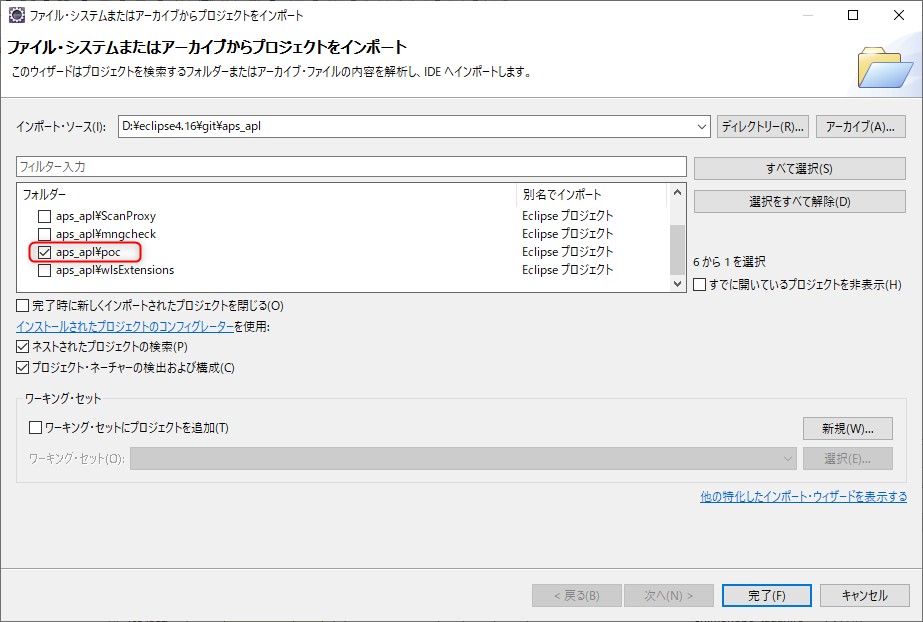 ファイル・システムまたはアーカイブからプロジェクトをインポート
ファイル・システムまたはアーカイブからプロジェクトをインポート
このウィザードはプロジェクトを検索するフォルダーまたはアーカイブ・ファイルの内容を解析し、IDE へインポートします。
インポート・ソース(I): D:¥eclipse4.16¥git¥aps_apl ディレクトリー(R)... アーカイブ(A)...
フィルター入力 すべて選択(S)
フォルダー 別名でインポート 選択をすべて解除(D)
aps_apl¥ScanProxy Eclipse プロジェクト
aps_apl¥mngcheck Eclipse プロジェクト
aps_apl¥poc Eclipse プロジェクト
6 から 1 を選択
aps_apl¥wlsExtensions Eclipse プロジェクト
すでに開いているプロジェクトを非表示(H)
完了時に新しくインポートされたプロジェクトを閉じる(O)
インストールされたプロジェクトのコンフィグレーターを使用:
ネストされたプロジェクトの検索(P)
プロジェクト・ネーチャーの検出および構成(C)
ワーキング・セット
ワーキング・セットにプロジェクトを追加(T) 新規(W)...
ワーキング・セット(O): 選択(E)...
他の特化したインポート・ウィザードを表示する
< 戻る(B) 次へ(N) > 完了(F) キャンセル